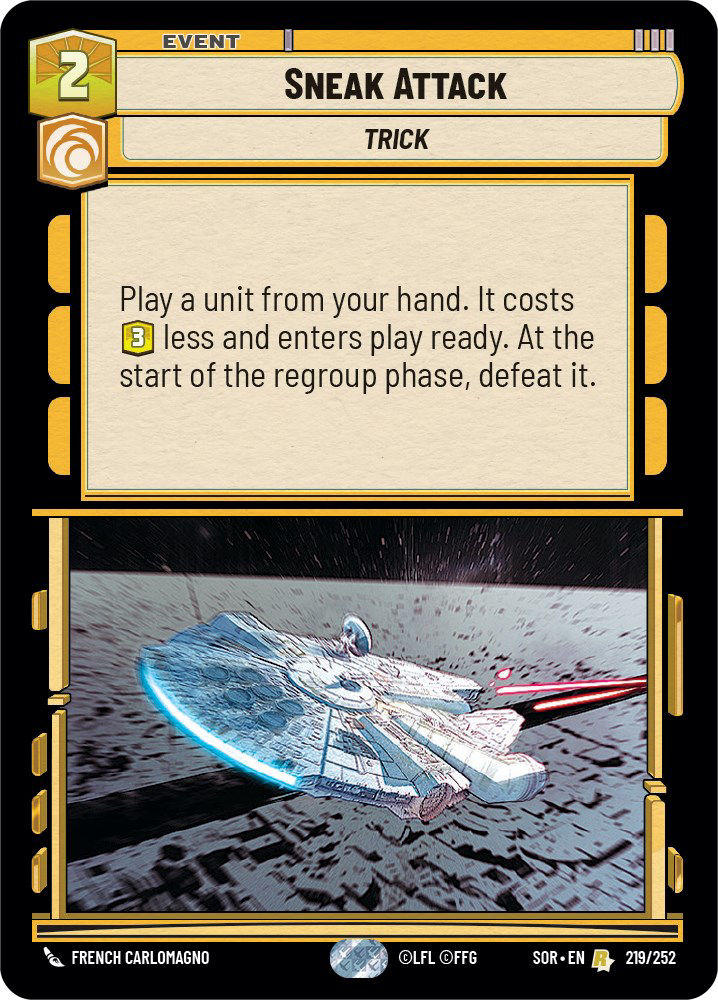 EVENT
2
SNEAK ATTACK
TRICK
Play a unit from your hand. It costs
3 less and enters play ready. At the
start of the regroup phase, defeat it.
FRENCH CARLOMAGNO
©LFL ©FFG
SOR • EN R 219/252